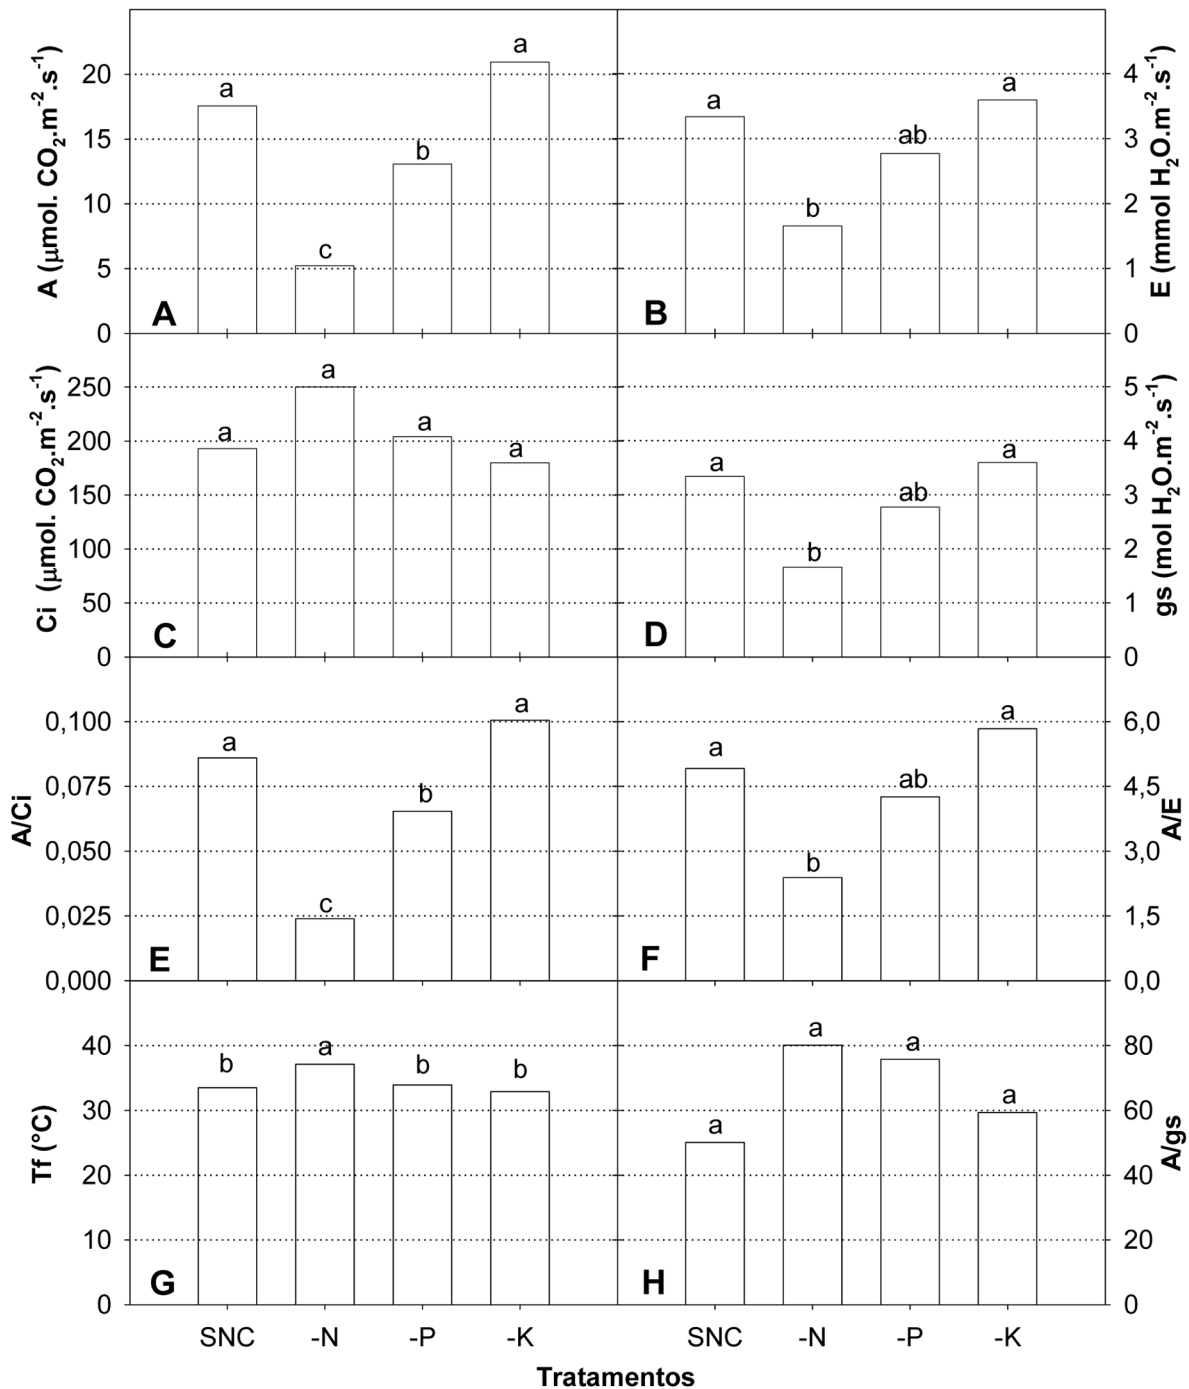 A (μmol. CO₂.m⁻².s⁻¹)
20
15
10
5
0
a
c
b
a
A
E (mmol H₂O.m⁻².s⁻¹)
4
3
2
1
0
a
b
ab
a
B
Ci (μmol. CO₂.m⁻².s⁻¹)
250
200
150
100
50
0
a
a
a
a
C
gs (mol H₂O.m⁻².s⁻¹)
5
4
3
2
1
0
a
b
ab
a
D
A/Ci
0,100
0,075
0,050
0,025
0,000
a
c
b
a
E
A/E
6,0
4,5
3,0
1,5
0,0
a
b
ab
a
F
Tf (°C)
40
30
20
10
0
b
a
b
b
G
A/gs
80
60
40
20
0
a
a
a
a
H
SNC -N -P -K SNC -N -P -K
Tratamentos